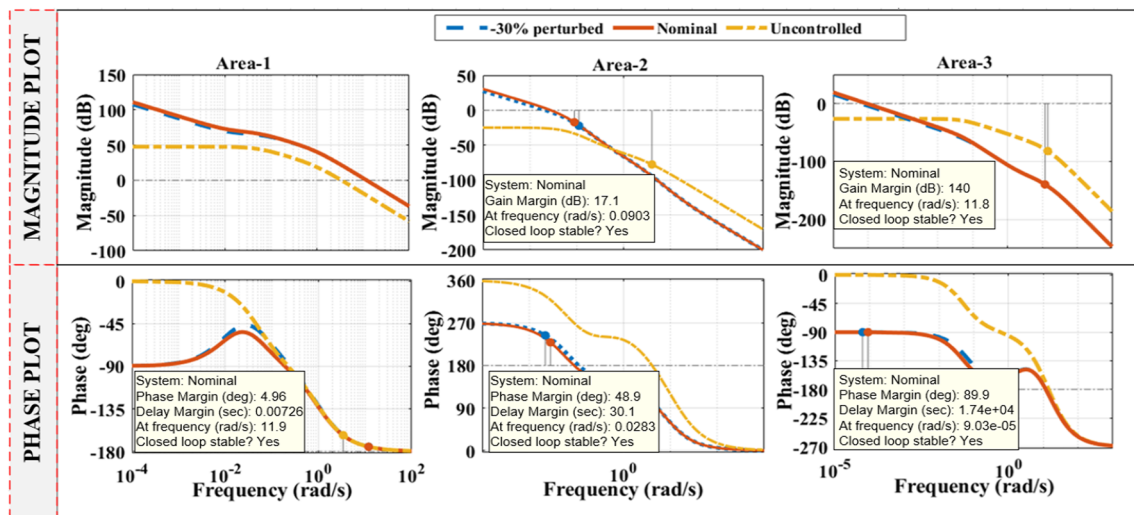 -30% perturbed Nominal Uncontrolled
MAGNITUDE PLOT
Area-1
Magnitude (dB)
150
100
50
0
-50
-100
Area-2
Magnitude (dB)
50
0
-50
-100
-150
-200
System: Nominal
Gain Margin (dB): 17.1
At frequency (rad/s): 0.0903
Closed loop stable? Yes
Area-3
Magnitude (dB)
0
-100
-200
System: Nominal
Gain Margin (dB): 140
At frequency (rad/s): 11.8
Closed loop stable? Yes
PHASE PLOT
Phase (deg)
0
-45
-90
-135
-180
System: Nominal
Phase Margin (deg): 4.96
Delay Margin (sec): 0.00726
At frequency (rad/s): 11.9
Closed loop stable? Yes
10^-4 10^-2 10^0 10^2
Frequency (rad/s)
Phase (deg)
360
270
180
90
0
System: Nominal
Phase Margin (deg): 48.9
Delay Margin (sec): 30.1
At frequency (rad/s): 0.0283
Closed loop stable? Yes
10^0
Frequency (rad/s)
Phase (deg)
0
-45
-90
-135
-180
-225
-270
System: Nominal
Phase Margin (deg): 89.9
Delay Margin (sec): 1.74e+04
At frequency (rad/s): 9.03e-05
Closed loop stable? Yes
10^-5 10^0
Frequency (rad/s)